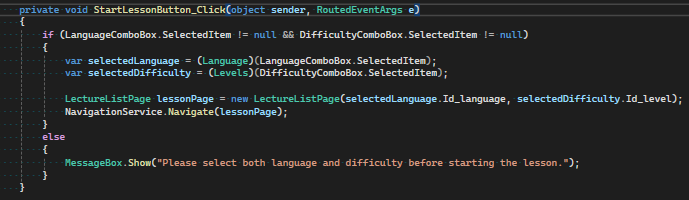 private void StartLessonButton_Click(object sender, RoutedEventArgs e)
{
if (LanguageComboBox.SelectedItem != null && DifficultyComboBox.SelectedItem != null)
{
var selectedLanguage = (Language)(LanguageComboBox.SelectedItem);
var selectedDifficulty = (Levels)(DifficultyComboBox.SelectedItem);
LectureListPage lessonPage = new LectureListPage(selectedLanguage.Id_language, selectedDifficulty.Id_level);
NavigationService.Navigate(lessonPage);
}
else
{
MessageBox.Show("Please select both language and difficulty before starting the lesson.");
}
}